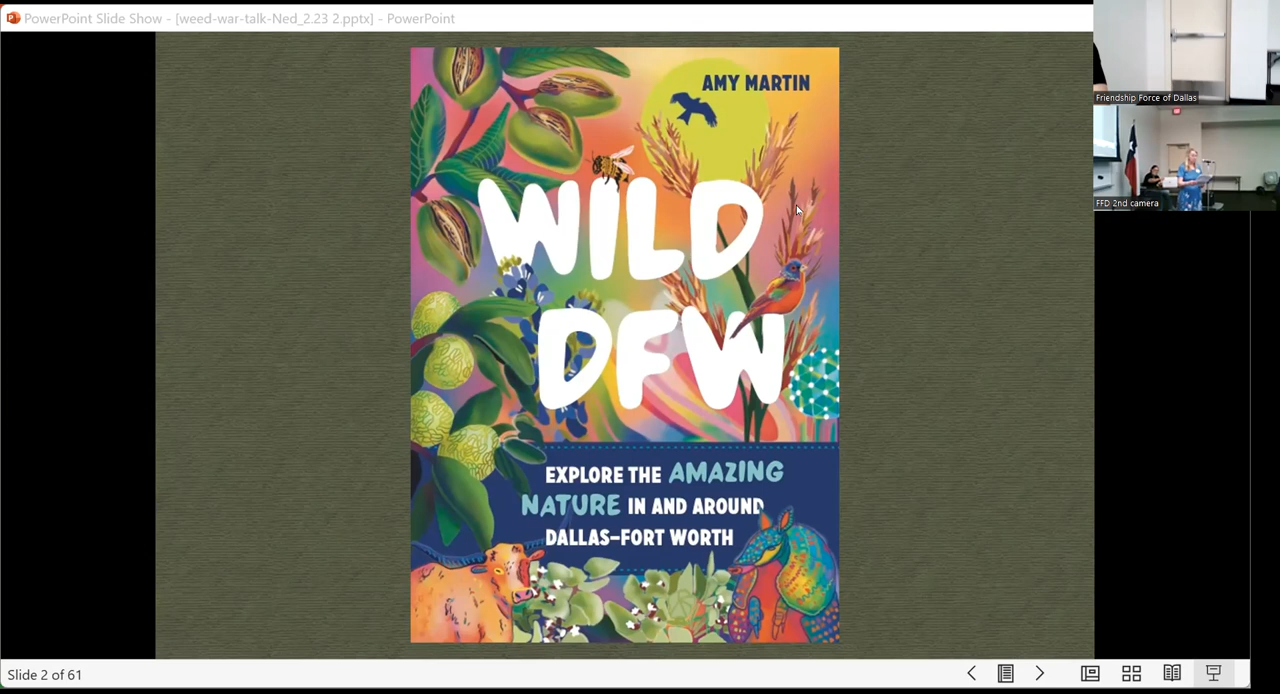 PowerPoint Slide Show - [weed-war-talk-Ned_2.23 2.pptx] - PowerPoint
Friendship Force of Dallas
FFD 2nd camera
AMY MARTIN
WILD
DFW
EXPLORE THE AMAZING
NATURE IN AND AROUND
DALLAS–FORT WORTH
Slide 2 of 61